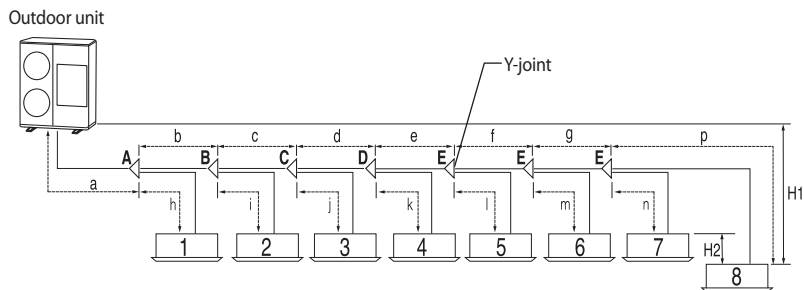 Outdoor unit
Y-joint
b c d e f g p
A B C D E E E
a
h i j k l m n
H1
1 2 3 4 5 6 7
H2
8